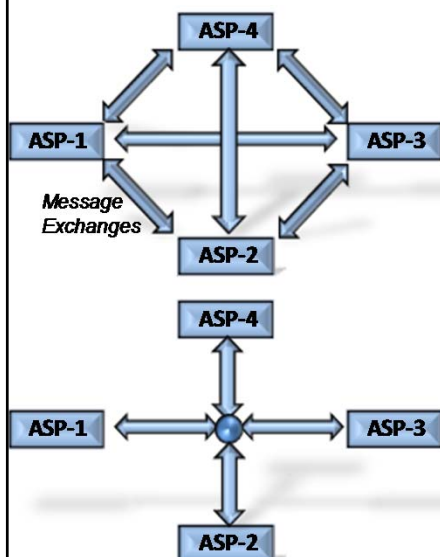 ASP-4
ASP-1
ASP-3
Message
Exchanges
ASP-2
ASP-4
ASP-1
ASP-3
ASP-2